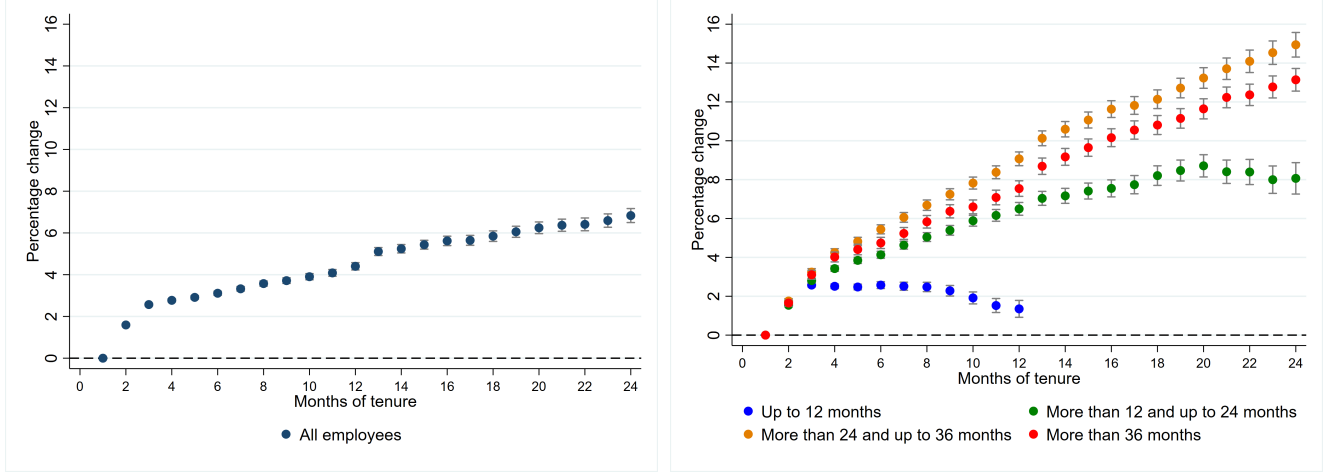 Percentage change
16
14
12
10
8
6
4
2
0
0 2 4 6 8 10 12 14 16 18 20 22 24
Months of tenure
All employees
Percentage change
16
14
12
10
8
6
4
2
0
0 2 4 6 8 10 12 14 16 18 20 22 24
Months of tenure
Up to 12 months
More than 12 and up to 24 months
More than 24 and up to 36 months
More than 36 months